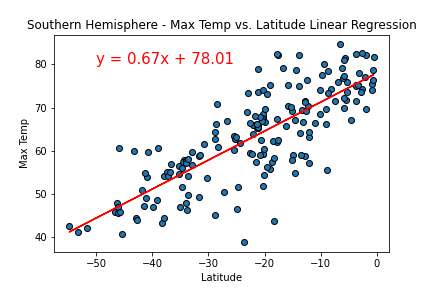 Southern Hemisphere - Max Temp vs. Latitude Linear Regression
y = 0.67x + 78.01
80
70
60
50
40
Max Temp
−50
−40
−30
−20
−10
0
Latitude